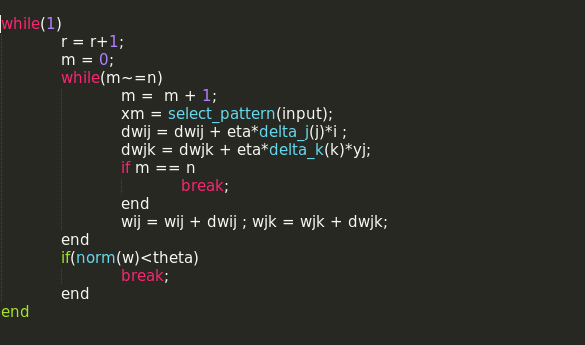 while(1)
r = r+1;
m = 0;
while(m~=n)
m =  m + 1;
xm = select_pattern(input);
dwij = dwij + eta*delta_j(j)*i ;
dwjk = dwjk + eta*delta_k(k)*yj;
if m == n
break;
end
wij = wij + dwij ; wjk = wjk + dwjk;
end
if(norm(w)<theta)
break;
end
end